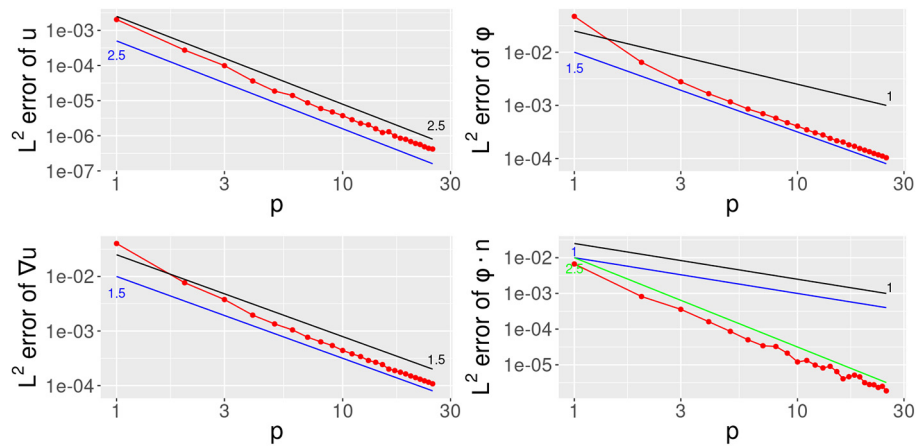 L² error of u
1e-03
1e-04
1e-05
1e-06
1e-07
2.5
2.5
1
3
10
30
p
L² error of φ
1e-02
1e-03
1e-04
1.5
1
1
3
10
30
p
L² error of ∇u
1e-02
1e-03
1e-04
1.5
1.5
1
3
10
30
p
L² error of φ · n
1e-02
1e-03
1e-04
1e-05
1
2.5
1
1
3
10
30
p